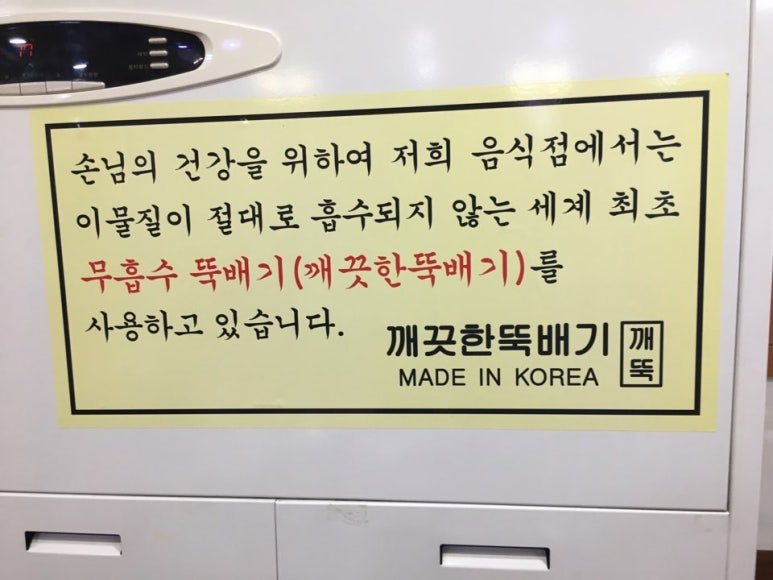 손님의 건강을 위하여 저희 음식점에서는
이물질이 절대로 흡수되지 않는 세계 최초
무흡수 뚝배기(깨끗한뚝배기)를
사용하고 있습니다.
깨끗한뚝배기
MADE IN KOREA
깨
뚝